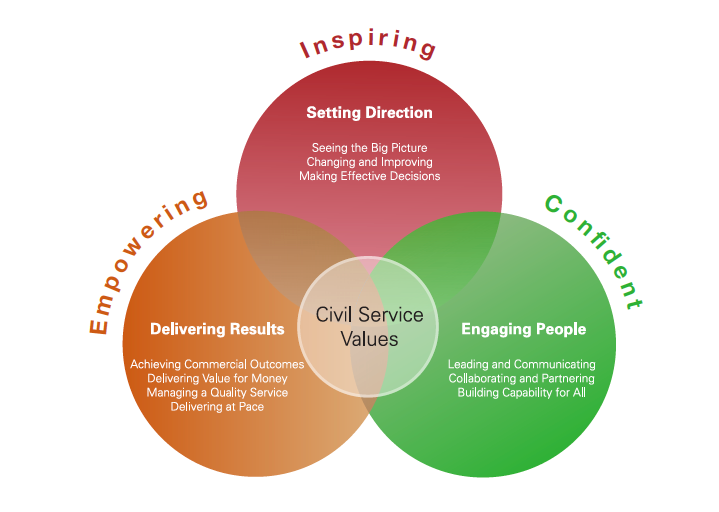 Inspiring
Setting Direction
Seeing the Big Picture
Changing and Improving
Making Effective Decisions
Empowering
Confident
Civil Service
Values
Delivering Results
Achieving Commercial Outcomes
Delivering Value for Money
Managing a Quality Service
Delivering at Pace
Engaging People
Leading and Communicating
Collaborating and Partnering
Building Capability for All